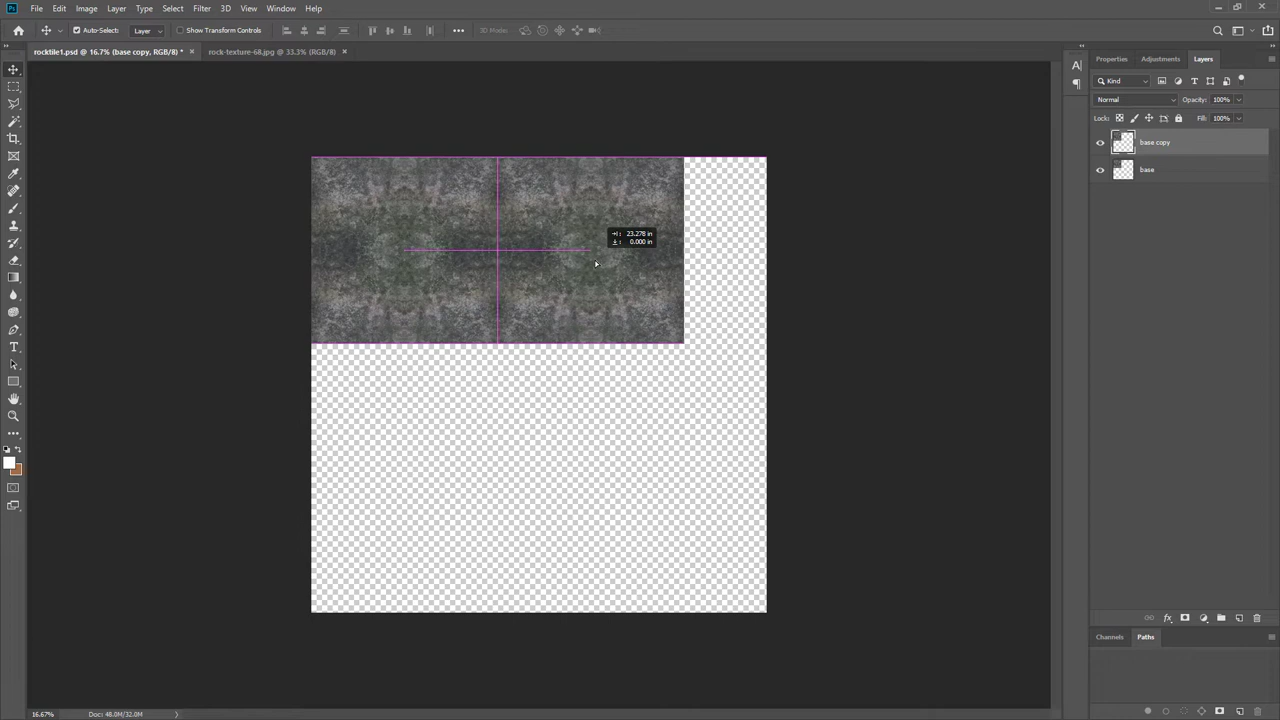 Ps File Edit Image Layer Type Select Filter 3D View Window Help
Auto-Select: Layer Show Transform Controls 3D Mode:
rocktile1.psd @ 16.7% (base copy, RGB/8) * × rock-texture-68.jpg @ 33.3% (RGB/8) ×
Properties Adjustments Layers
Kind
Normal Opacity: 100%
Lock: Fill: 100%
base copy
base
23.278 in
0.000 in
Channels Paths
16.67% Doc: 48.0M/32.0M